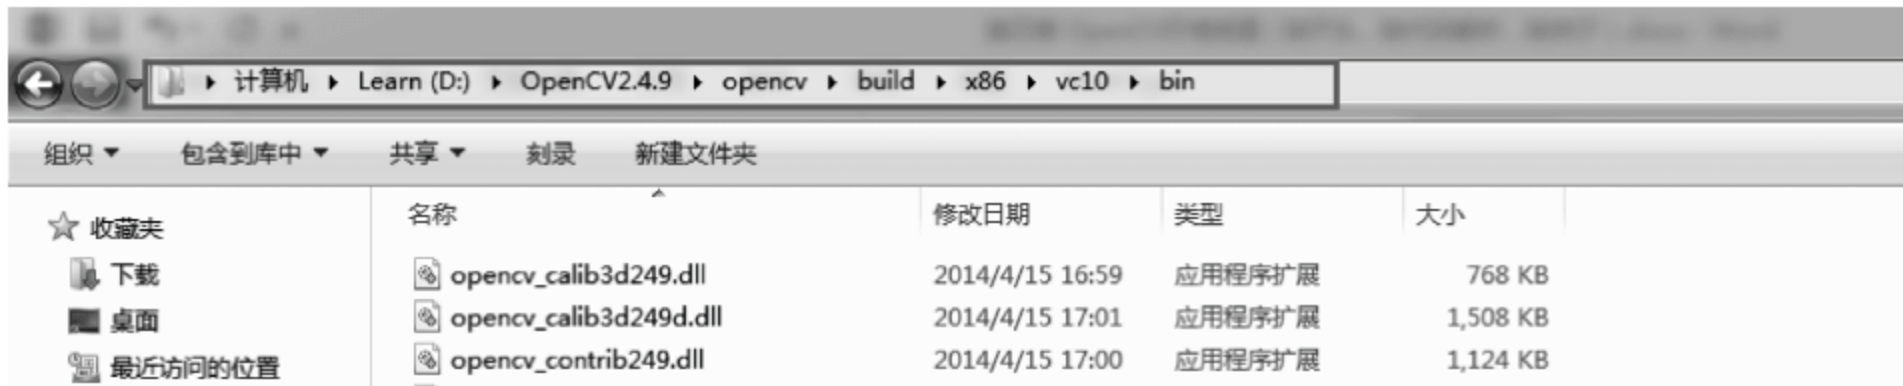 计算机 Learn (D:) OpenCV2.4.9 opencv build x86 vc10 bin
组织 包含到库中 共享 刻录 新建文件夹
收藏夹
下载
桌面
最近访问的位置
名称 修改日期 类型 大小
opencv_calib3d249.dll 2014/4/15 16:59 应用程序扩展 768 KB
opencv_calib3d249d.dll 2014/4/15 17:01 应用程序扩展 1,508 KB
opencv_contrib249.dll 2014/4/15 17:00 应用程序扩展 1,124 KB